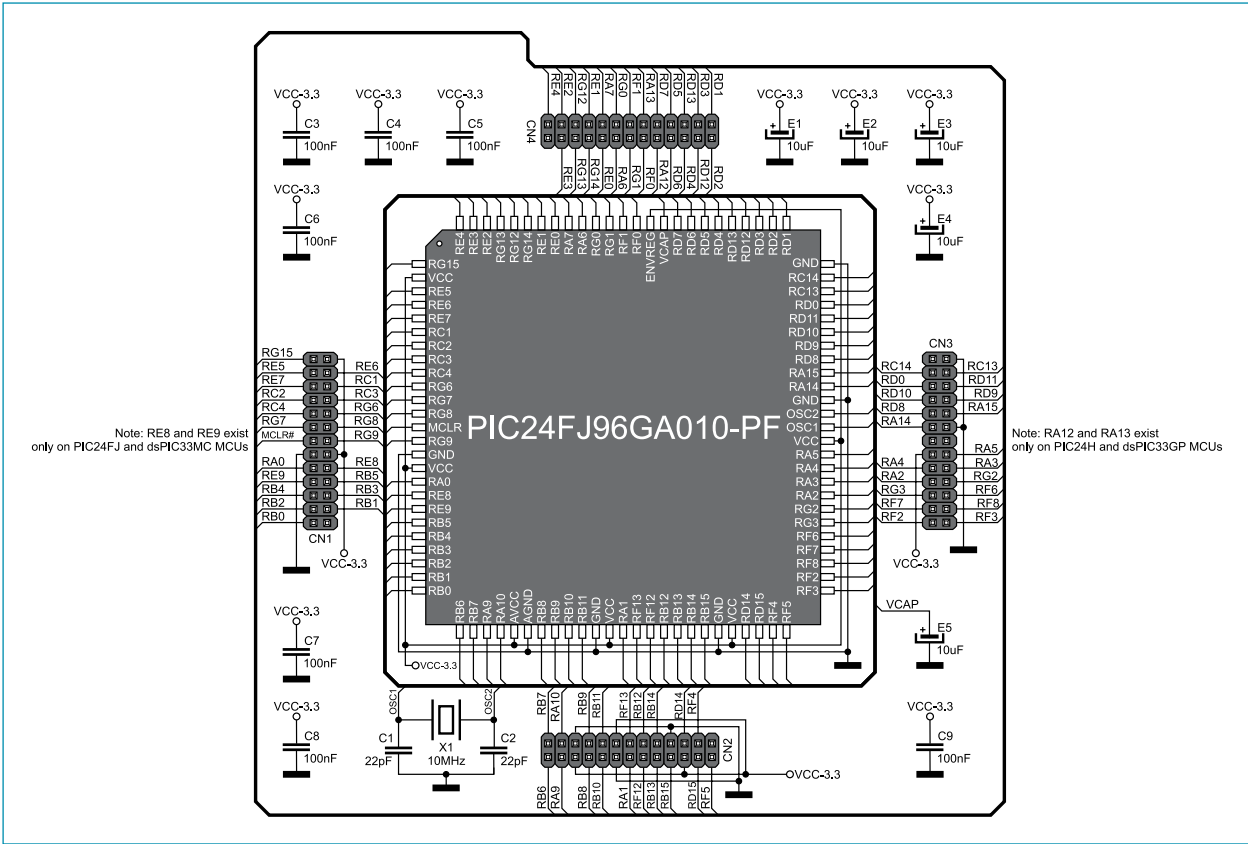 RE4
RE2
RG12
RE1
RA7
RG0
RF1
RA13
RD7
RD5
RD13
RD3
RD1
CN4
RE3
RG13
RG14
RE0
RA6
RG1
RF0
RA12
RD6
RD4
RD12
RD2
VCC-3.3
C3
100nF
VCC-3.3
C4
100nF
VCC-3.3
C5
100nF
VCC-3.3
E1
10uF
VCC-3.3
E2
10uF
VCC-3.3
E3
10uF
VCC-3.3
C6
100nF
VCC-3.3
E4
10uF
RE4
RE3
RE2
RG13
RG12
RG14
RE1
RE0
RA7
RA6
RG0
RG1
RF1
RF0
ENVREG
VCAP
RD7
RD6
RD5
RD4
RD13
RD12
RD3
RD2
RD1
RG15
VCC
RE5
RE6
RE7
RC1
RC2
RC3
RC4
RG6
RG7
RG8
MCLR
RG9
GND
VCC
RA0
RE8
RE9
RB5
RB4
RB3
RB2
RB1
RB0
PIC24FJ96GA010-PF
GND
RC14
RC13
RD0
RD11
RD10
RD9
RD8
RA15
RA14
GND
OSC2
OSC1
VCC
RA5
RA4
RA3
RA2
RG2
RG3
RF6
RF7
RF8
RF2
RF3
RB6
RB7
RA9
RA10
AVCC
AGND
RB8
RB9
RB10
RB11
GND
VCC
RA1
RF13
RF12
RB12
RB13
RB14
RB15
GND
VCC
RD14
RD15
RF4
RF5
RG15
RE5
RE7
RC2
RC4
RG7
MCLR#
RA0
RE9
RB4
RB2
RB0
RE6
RC1
RC3
RG6
RG8
RG9
RE8
RB5
RB3
RB1
CN1
VCC-3.3
Note: RE8 and RE9 exist
only on PIC24FJ and dsPIC33MC MCUs
CN3
RC14
RD0
RD10
RD8
RA14
RA4
RA2
RG3
RF7
RF2
RC13
RD11
RD9
RA15
RA5
RA3
RG2
RF6
RF8
RF3
VCC-3.3
Note: RA12 and RA13 exist
only on PIC24H and dsPIC33GP MCUs
VCC-3.3
C7
100nF
VCC-3.3
VCAP
E5
10uF
VCC-3.3
C8
100nF
OSC1
OSC2
C1
22pF
X1
10MHz
C2
22pF
RB7
RA10
RB9
RB11
RF13
RB12
RB14
RD14
RF4
CN2
RB6
RA9
RB8
RB10
RA1
RF12
RB13
RB15
RD15
RF5
VCC-3.3
VCC-3.3
C9
100nF